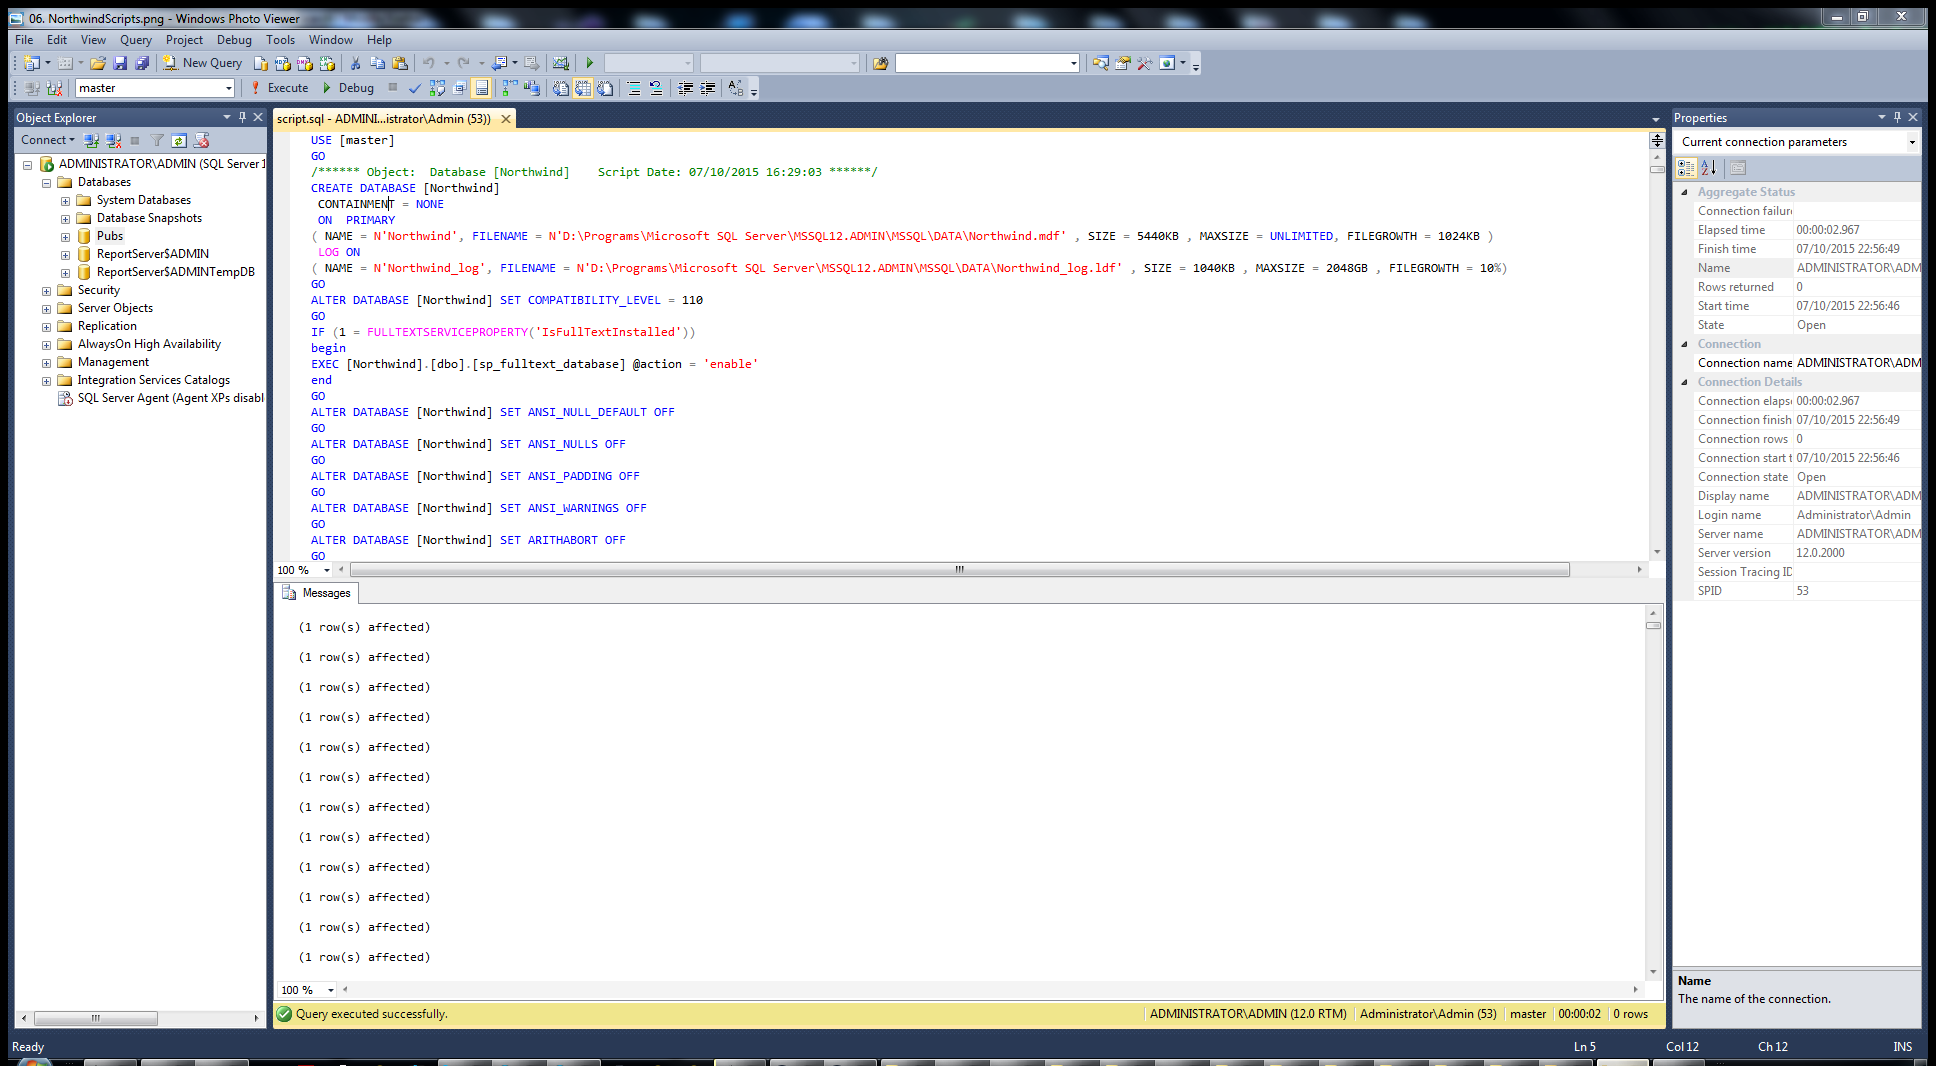 06. NorthwindScripts.png - Windows Photo Viewer
File Edit View Query Project Debug Tools Window Help
New Query
master Execute Debug
Object Explorer
Connect
ADMINISTRATOR\ADMIN (SQL Server 1
Databases
System Databases
Database Snapshots
Pubs
ReportServer$ADMIN
ReportServer$ADMINTempDB
Security
Server Objects
Replication
AlwaysOn High Availability
Management
Integration Services Catalogs
SQL Server Agent (Agent XPs disabl
script.sql - ADMINI...istrator\Admin (53))
USE [master]
GO
/****** Object:  Database [Northwind]    Script Date: 07/10/2015 16:29:03 ******/
CREATE DATABASE [Northwind]
CONTAINMENT = NONE
ON  PRIMARY
( NAME = N'Northwind', FILENAME = N'D:\Programs\Microsoft SQL Server\MSSQL12.ADMIN\MSSQL\DATA\Northwind.mdf' , SIZE = 5440KB , MAXSIZE = UNLIMITED, FILEGROWTH = 1024KB )
LOG ON
( NAME = N'Northwind_log', FILENAME = N'D:\Programs\Microsoft SQL Server\MSSQL12.ADMIN\MSSQL\DATA\Northwind_log.ldf' , SIZE = 1040KB , MAXSIZE = 2048GB , FILEGROWTH = 10%)
GO
ALTER DATABASE [Northwind] SET COMPATIBILITY_LEVEL = 110
GO
IF (1 = FULLTEXTSERVICEPROPERTY('IsFullTextInstalled'))
begin
EXEC [Northwind].[dbo].[sp_fulltext_database] @action = 'enable'
end
GO
ALTER DATABASE [Northwind] SET ANSI_NULL_DEFAULT OFF
GO
ALTER DATABASE [Northwind] SET ANSI_NULLS OFF
GO
ALTER DATABASE [Northwind] SET ANSI_PADDING OFF
GO
ALTER DATABASE [Northwind] SET ANSI_WARNINGS OFF
GO
ALTER DATABASE [Northwind] SET ARITHABORT OFF
GO
100 %
Messages
(1 row(s) affected)
(1 row(s) affected)
(1 row(s) affected)
(1 row(s) affected)
(1 row(s) affected)
(1 row(s) affected)
(1 row(s) affected)
(1 row(s) affected)
(1 row(s) affected)
(1 row(s) affected)
(1 row(s) affected)
(1 row(s) affected)
100 %
Query executed successfully. ADMINISTRATOR\ADMIN (12.0 RTM) Administrator\Admin (53) master 00:00:02 0 rows
Properties
Current connection parameters
Aggregate Status
Connection failure
Elapsed time 00:00:02.967
Finish time 07/10/2015 22:56:49
Name ADMINISTRATOR\ADM
Rows returned 0
Start time 07/10/2015 22:56:46
State Open
Connection
Connection name ADMINISTRATOR\ADM
Connection Details
Connection elapse 00:00:02.967
Connection finish 07/10/2015 22:56:49
Connection rows 0
Connection start t 07/10/2015 22:56:46
Connection state Open
Display name ADMINISTRATOR\ADM
Login name Administrator\Admin
Server name ADMINISTRATOR\ADM
Server version 12.0.2000
Session Tracing ID
SPID 53
Name
The name of the connection.
Ready Ln 5 Col 12 Ch 12 INS